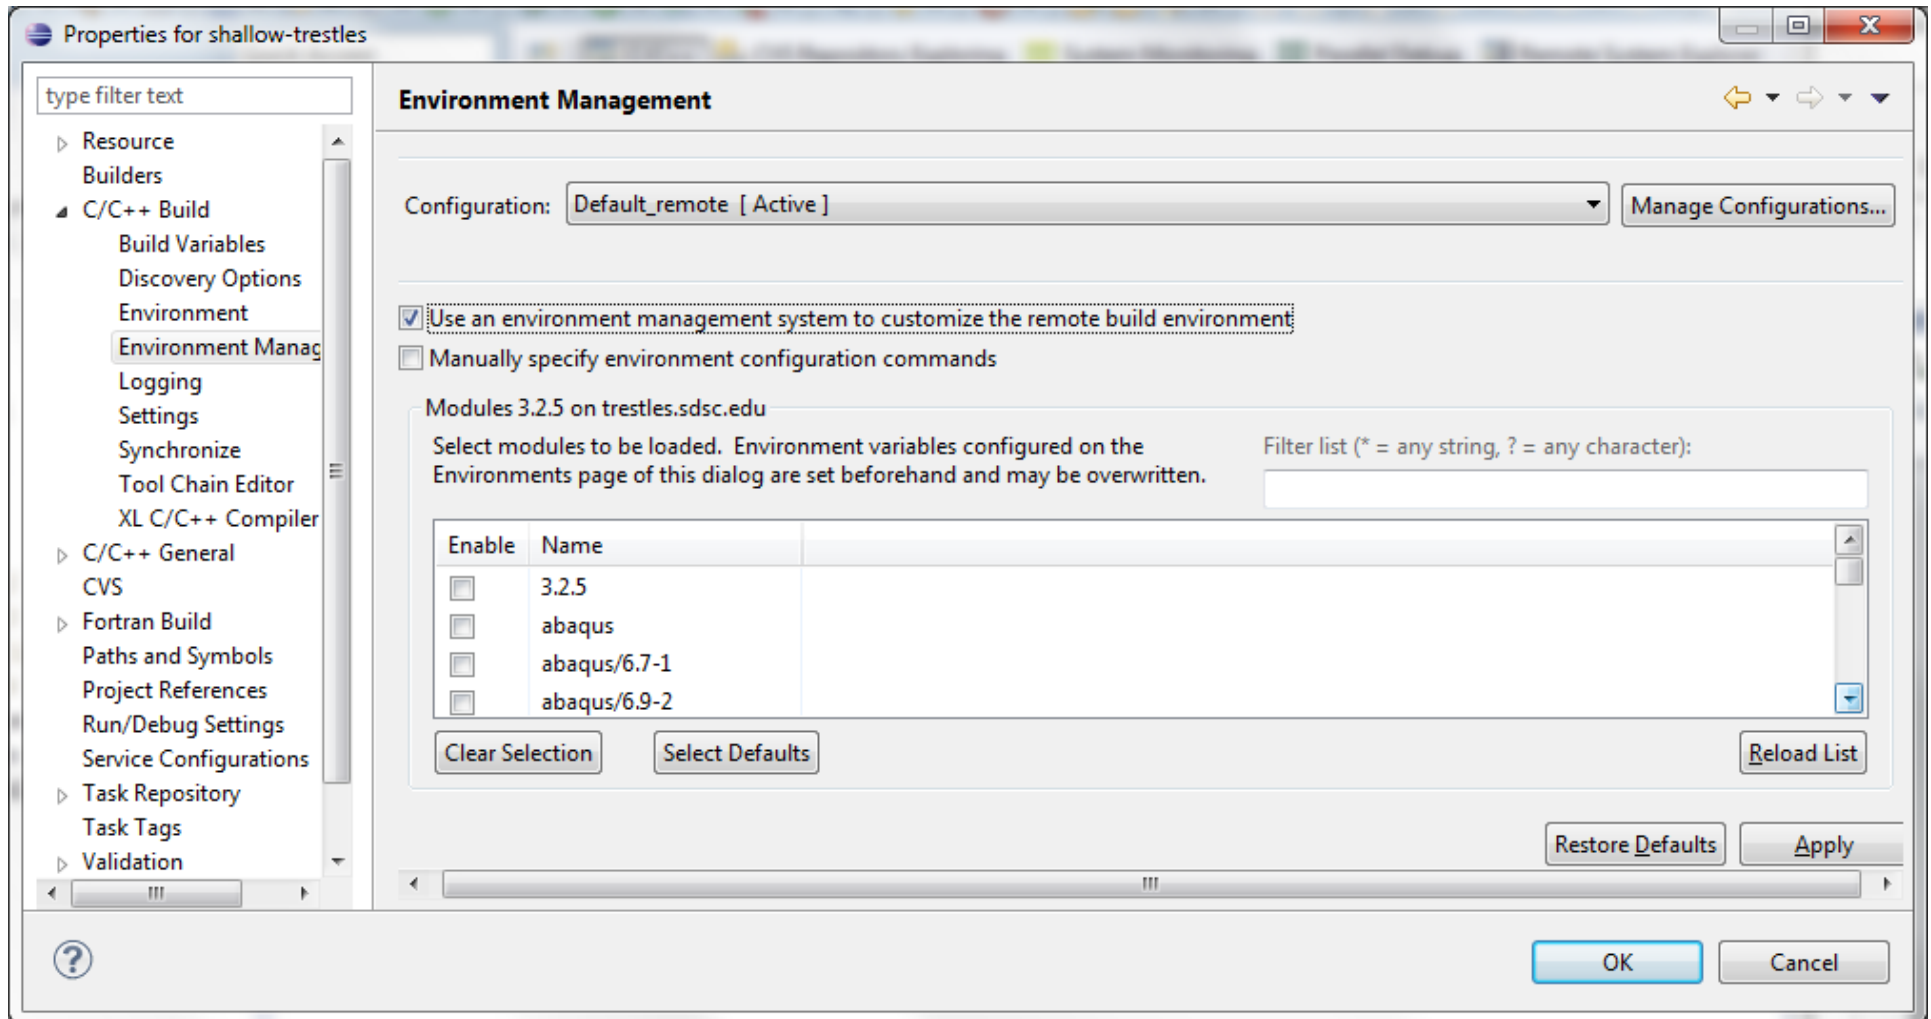 Properties for shallow-trestles
type filter text
Resource
Builders
C/C++ Build
Build Variables
Discovery Options
Environment
Environment Manag
Logging
Settings
Synchronize
Tool Chain Editor
XL C/C++ Compiler
C/C++ General
CVS
Fortran Build
Paths and Symbols
Project References
Run/Debug Settings
Service Configurations
Task Repository
Task Tags
Validation
Environment Management
Configuration: Default_remote [ Active ] Manage Configurations...
Use an environment management system to customize the remote build environment
Manually specify environment configuration commands
Modules 3.2.5 on trestles.sdsc.edu
Select modules to be loaded. Environment variables configured on the
Environments page of this dialog are set beforehand and may be overwritten.
Filter list (* = any string, ? = any character):
Enable Name
3.2.5
abaqus
abaqus/6.7-1
abaqus/6.9-2
Clear Selection Select Defaults Reload List
Restore Defaults Apply
OK Cancel